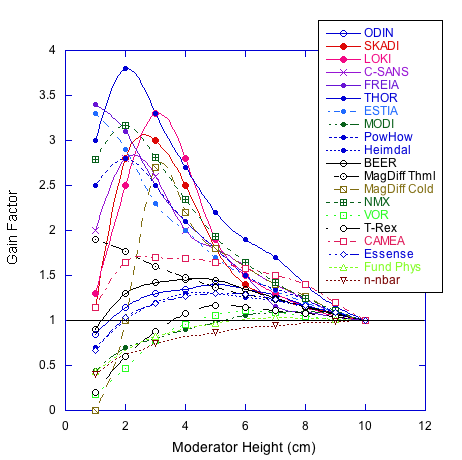 ODIN
SKADI
LOKI
C-SANS
FREIA
THOR
ESTIA
MODI
PowHow
Heimdal
BEER
MagDiff Thml
MagDiff Cold
NMX
VOR
T-Rex
CAMEA
Essense
Fund Phys
n-nbar
4
3.5
3
2.5
2
1.5
1
0.5
0
Gain Factor
0 2 4 6 8 10 12
Moderator Height (cm)